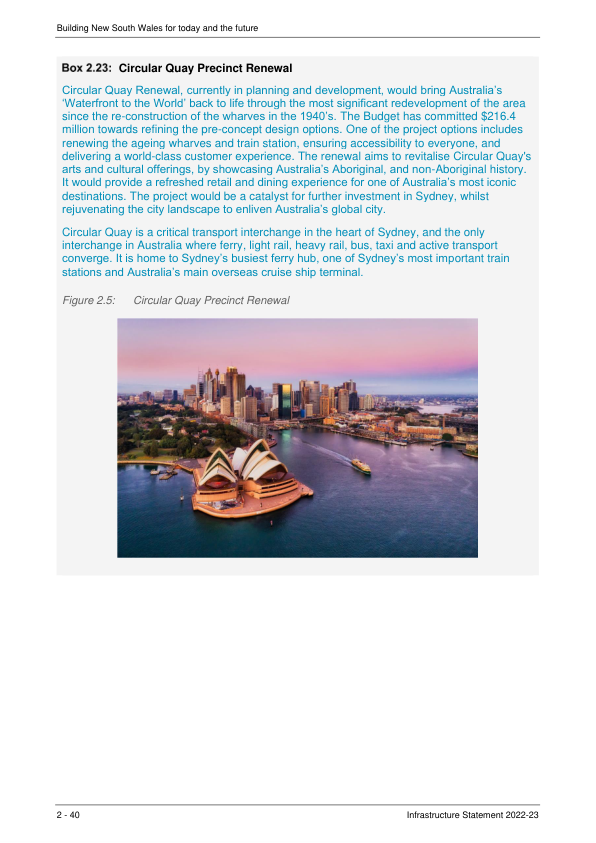 Building New South Wales for today and the future
Box 2.23: Circular Quay Precinct Renewal
Circular Quay Renewal, currently in planning and development, would bring Australia's
'Waterfront to the World' back to life through the most significant redevelopment of the area
since the re-construction of the wharves in the 1940's. The Budget has committed $216.4
million towards refining the pre-concept design options. One of the project options includes
renewing the ageing wharves and train station, ensuring accessibility to everyone, and
delivering a world-class customer experience. The renewal aims to revitalise Circular Quay's
arts and cultural offerings, by showcasing Australia's Aboriginal, and non-Aboriginal history.
It would provide a refreshed retail and dining experience for one of Australia's most iconic
destinations. The project would be a catalyst for further investment in Sydney, whilst
rejuvenating the city landscape to enliven Australia's global city.
Circular Quay is a critical transport interchange in the heart of Sydney, and the only
interchange in Australia where ferry, light rail, heavy rail, bus, taxi and active transport
converge. It is home to Sydney's busiest ferry hub, one of Sydney's most important train
stations and Australia's main overseas cruise ship terminal.
Figure 2.5: Circular Quay Precinct Renewal
2 - 40 Infrastructure Statement 2022-23